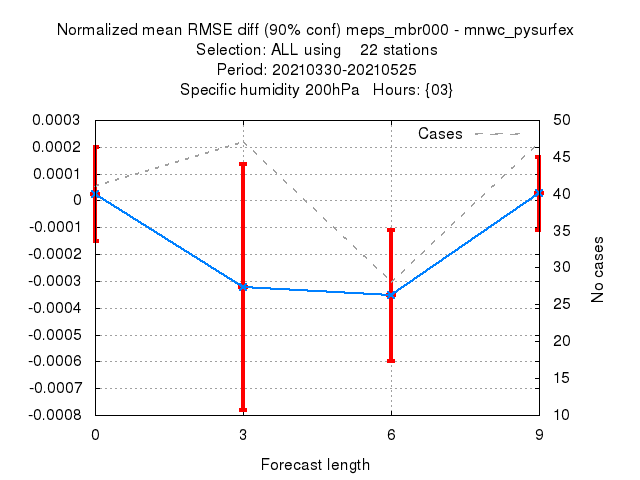 Normalized mean RMSE diff (90% conf) meps_mbr000 - mnwc_pysurfex
Selection: ALL using 22 stations
Period: 20210330-20210525
Specific humidity 200hPa Hours: {03}
Cases
0.0003
0.0002
0.0001
0
-0.0001
-0.0002
-0.0003
-0.0004
-0.0005
-0.0006
-0.0007
-0.0008
50
45
40
35
30
25
20
15
10
No cases
0 3 6 9
Forecast length